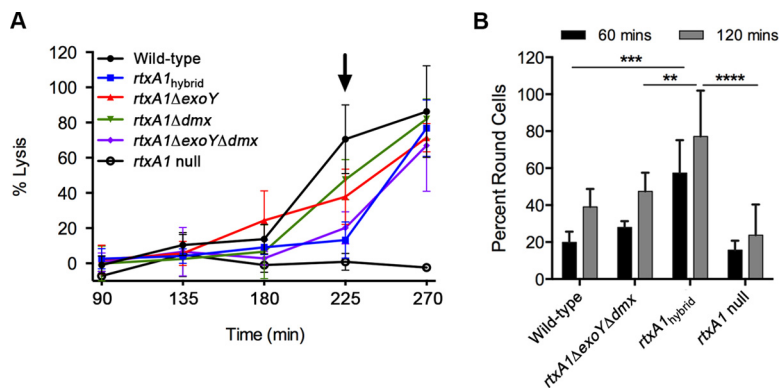 A
% Lysis
120
100
80
60
40
20
0
90
135
180
225
270
Time (min)
Wild-type
rtxA1hybrid
rtxA1ΔexoY
rtxA1Δdmx
rtxA1ΔexoYΔdmx
rtxA1 null
B
60 mins
120 mins
Percent Round Cells
120
100
80
60
40
20
0
***
**
****
Wild-type
rtxA1ΔexoYΔdmx
rtxA1hybrid
rtxA1 null